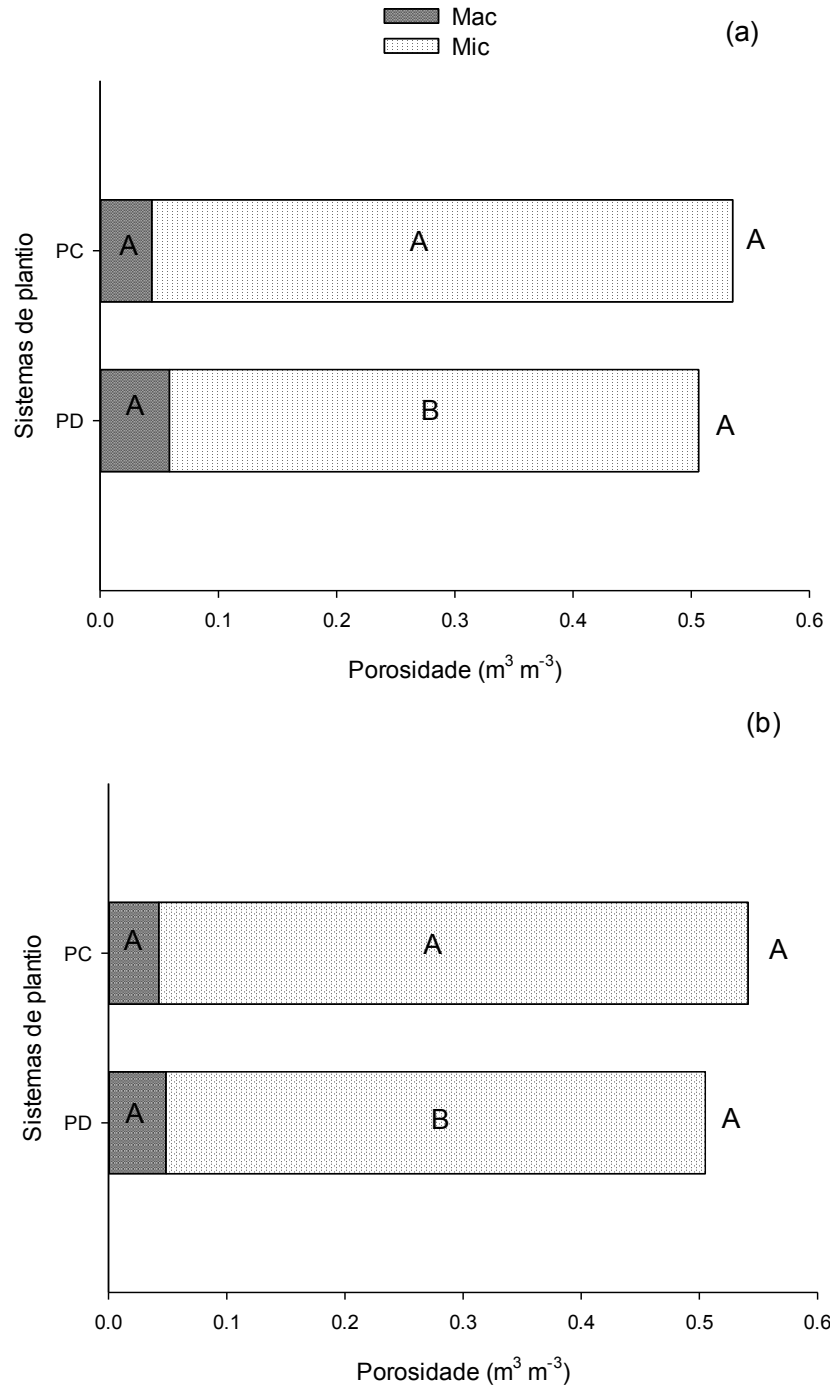 Mac
Mic
(a)
Sistemas de plantio
PC
A
A
A
PD
A
B
A
0.0 0.1 0.2 0.3 0.4 0.5 0.6
Porosidade (m³ m⁻³)
(b)
Sistemas de plantio
PC
A
A
A
PD
A
B
A
0.0 0.1 0.2 0.3 0.4 0.5 0.6
Porosidade (m³ m⁻³)